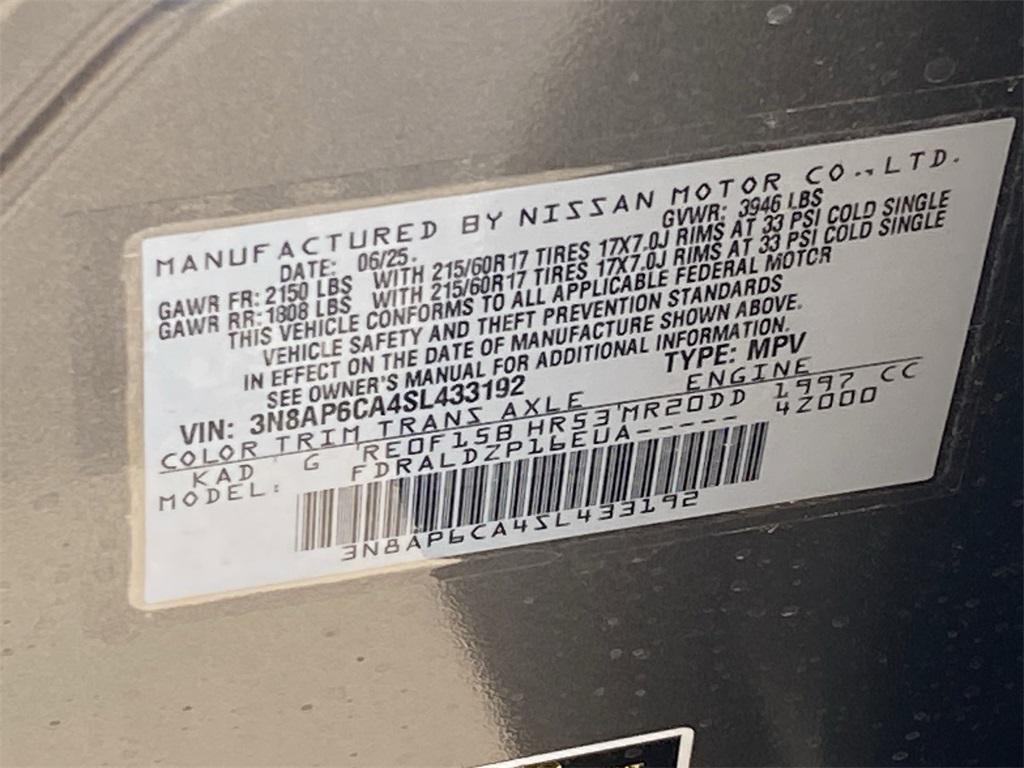 MANUFACTURED BY NISSAN MOTOR CO.,LTD.
DATE: 06/25. GVWR: 3946 LBS
GAWR FR: 2150 LBS WITH 215/60R17 TIRES 17X7.0J RIMS AT 33 PSI COLD SINGLE
GAWR RR: 1808 LBS WITH 215/60R17 TIRES 17X7.0J RIMS AT 33 PSI COLD SINGLE
THIS VEHICLE CONFORMS TO ALL APPLICABLE FEDERAL MOTOR
VEHICLE SAFETY AND THEFT PREVENTION STANDARDS
IN EFFECT ON THE DATE OF MANUFACTURE SHOWN ABOVE.
SEE OWNER'S MANUAL FOR ADDITIONAL INFORMATION.
VIN: 3N8AP6CA4SL433192 TYPE: MPV
COLOR TRIM TRANS AXLE ENGINE
KAD G RE0F15B HR53 MR20DD 1997 CC
MODEL: FDRALDZP16EUA----- 4Z000
3N8AP6CA4SL433192